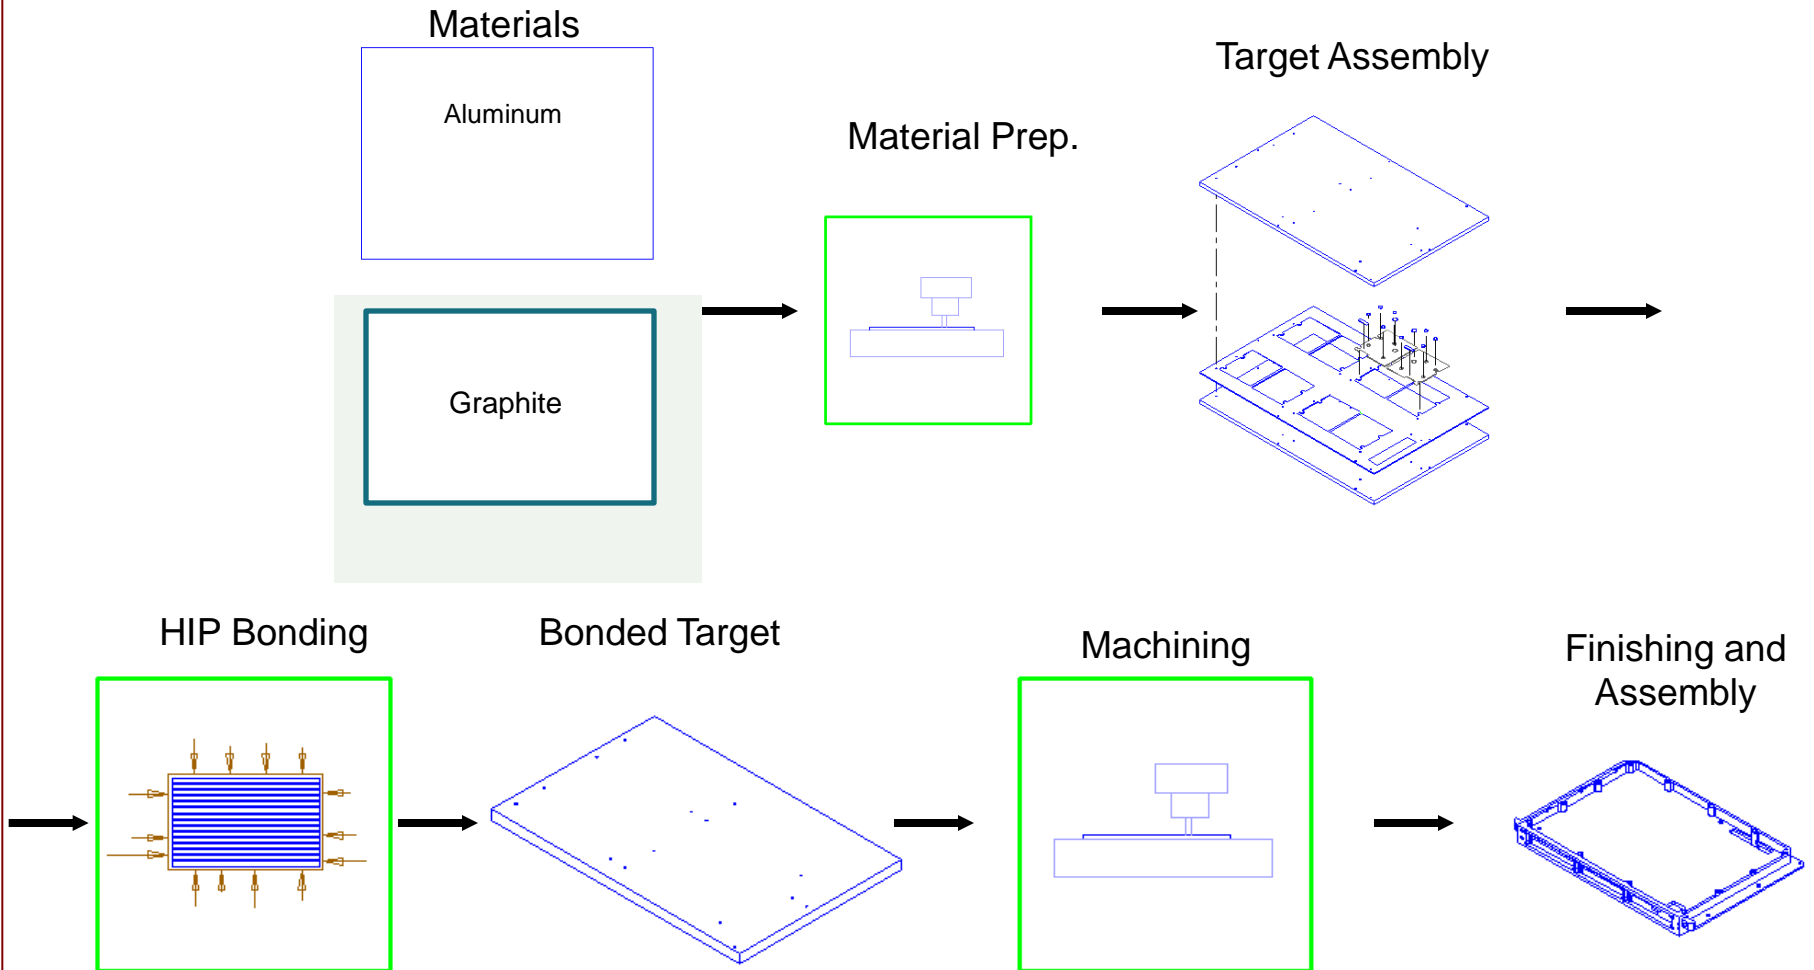 Materials
Aluminum
Graphite
Material Prep.
Target Assembly
HIP Bonding
Bonded Target
Machining
Finishing and
Assembly